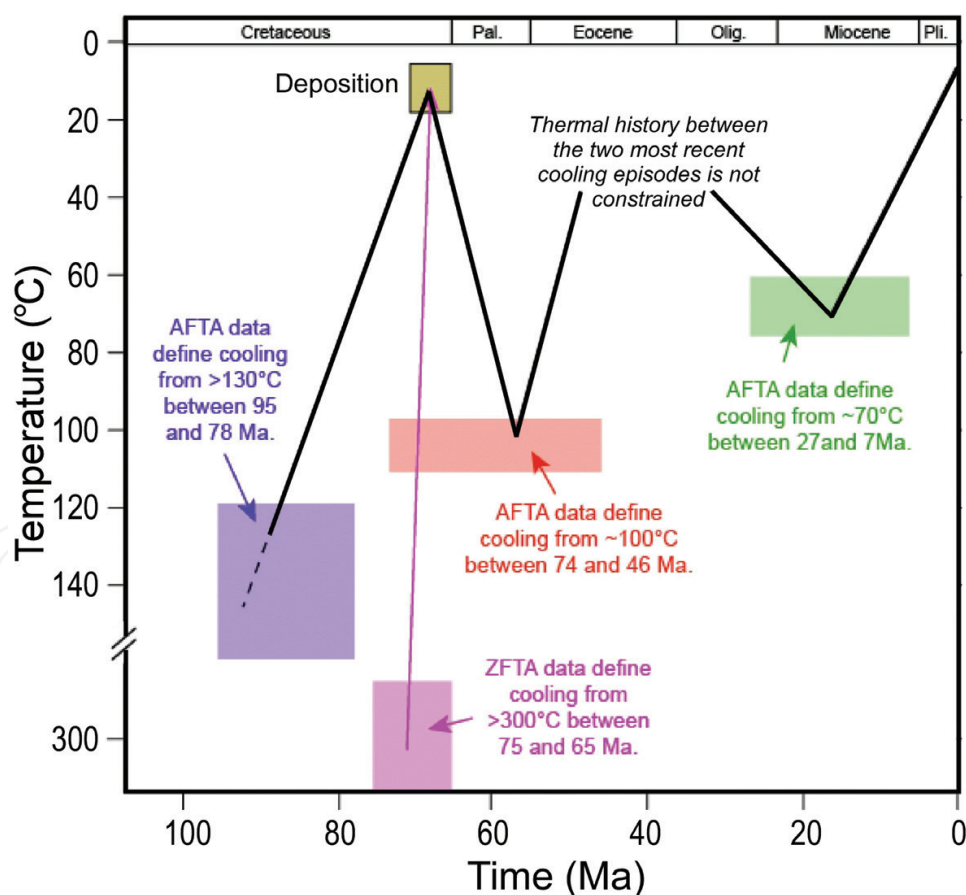 Cretaceous Pal. Eocene Olig. Miocene Pli.
0
20
40
60
80
100
120
140
300
Temperature (°C)
Deposition
Thermal history between
the two most recent
cooling episodes is not
constrained
AFTA data
define cooling
from >130°C
between 95
and 78 Ma.
AFTA data define
cooling from ~70°C
between 27and 7Ma.
AFTA data define
cooling from ~100°C
between 74 and 46 Ma.
ZFTA data define
cooling from
>300°C between
75 and 65 Ma.
100 80 60 40 20 0
Time (Ma)